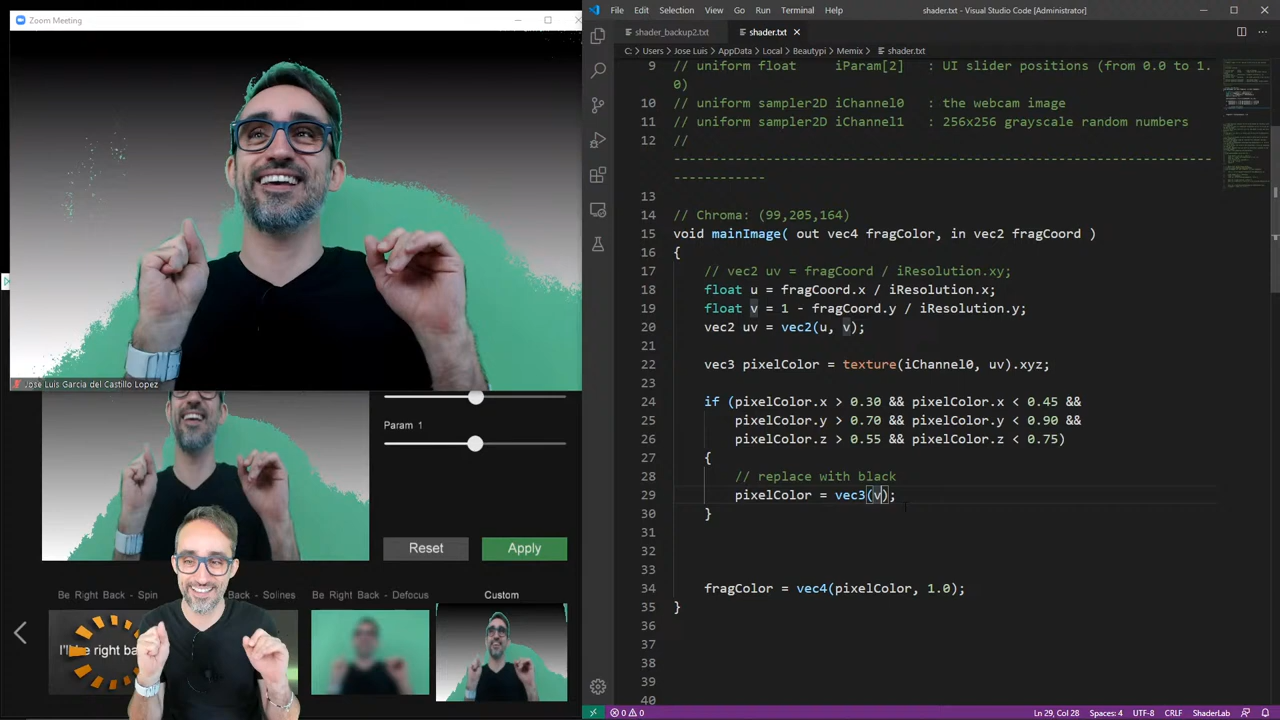 Zoom Meeting
Jose Luis Garcia del Castillo Lopez
Param 1
Reset
Apply
Be Right Back - Spin
Back - Solines
Be Right Back - Defocus
Custom
I'll be right ba
File Edit Selection View Go Run Terminal Help
shader.txt - Visual Studio Code [Administrator]
shader_backup2.txt
shader.txt
C: > Users > Jose Luis > AppData > Local > Beautypi > Memix > shader.txt
9 // uniform float iParam[2] : UI slider positions (from 0.0 to 1.
0)
10 // uniform sampler2D iChannel0 : the webcam image
11 // uniform sampler2D iChannel1 : 256x256 grayscale random numbers
12 //
-----------------------------------------------------------------------
------------
13
14 // Chroma: (99,205,164)
15 void mainImage( out vec4 fragColor, in vec2 fragCoord )
16 {
17 // vec2 uv = fragCoord / iResolution.xy;
18 float u = fragCoord.x / iResolution.x;
19 float v = 1 - fragCoord.y / iResolution.y;
20 vec2 uv = vec2(u, v);
21
22 vec3 pixelColor = texture(iChannel0, uv).xyz;
23
24 if (pixelColor.x > 0.30 && pixelColor.x < 0.45 &&
25 pixelColor.y > 0.70 && pixelColor.y < 0.90 &&
26 pixelColor.z > 0.55 && pixelColor.z < 0.75)
27 {
28 // replace with black
29 pixelColor = vec3(v);
30 }
31
32
33
34 fragColor = vec4(pixelColor, 1.0);
35 }
36
37
38
39
40
0 0
Ln 29, Col 28
Spaces: 4
UTF-8
CRLF
ShaderLab